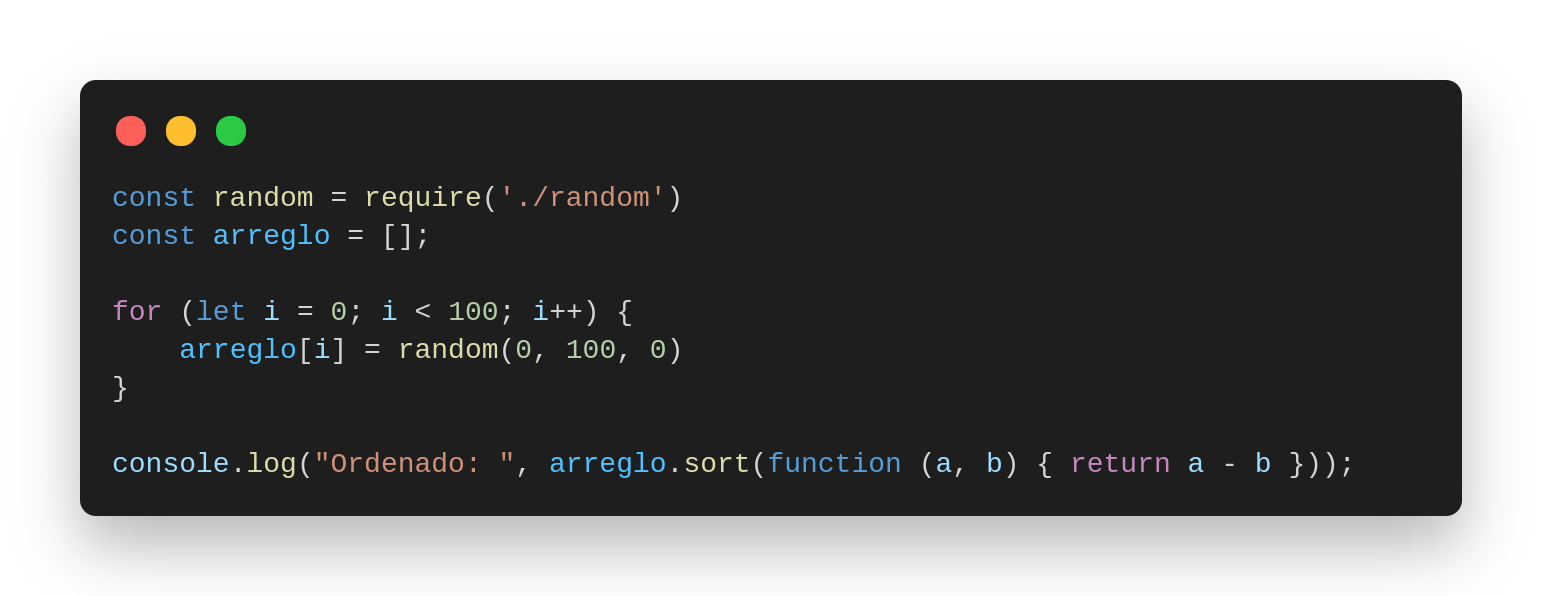 const random = require('./random')
const arreglo = [];
for (let i = 0; i < 100; i++) {
    arreglo[i] = random(0, 100, 0)
}
console.log("Ordenado: ", arreglo.sort(function (a, b) { return a - b }));